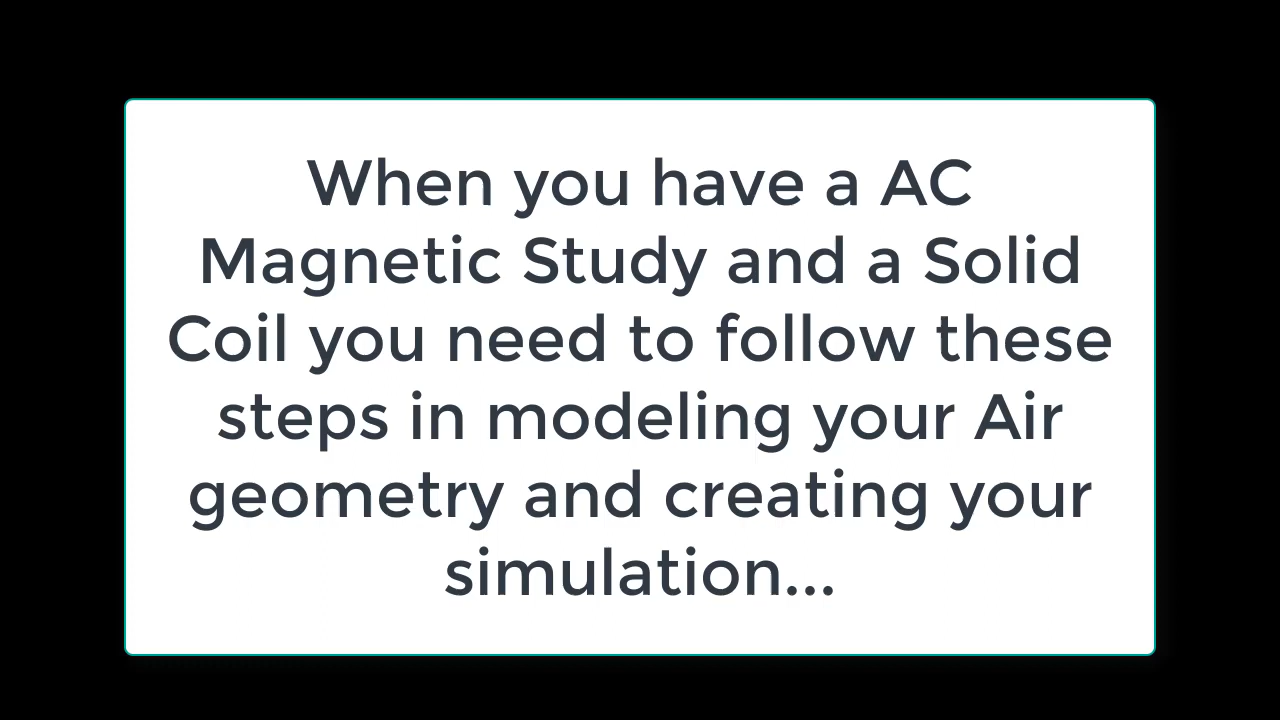 When you have a AC
Magnetic Study and a Solid
Coil you need to follow these
steps in modeling your Air
geometry and creating your
simulation...